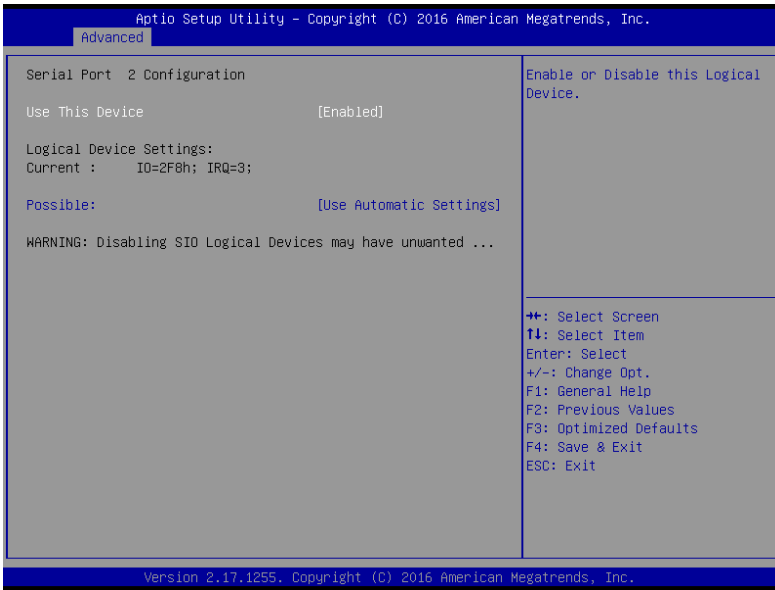 Aptio Setup Utility – Copyright (C) 2016 American Megatrends, Inc.
Advanced
Serial Port 2 Configuration
Use This Device [Enabled]
Logical Device Settings:
Current : IO=2F8h; IRQ=3;
Possible: [Use Automatic Settings]
WARNING: Disabling SIO Logical Devices may have unwanted ...
Enable or Disable this Logical
Device.
→←: Select Screen
↑↓: Select Item
Enter: Select
+/-: Change Opt.
F1: General Help
F2: Previous Values
F3: Optimized Defaults
F4: Save & Exit
ESC: Exit
Version 2.17.1255. Copyright (C) 2016 American Megatrends, Inc.